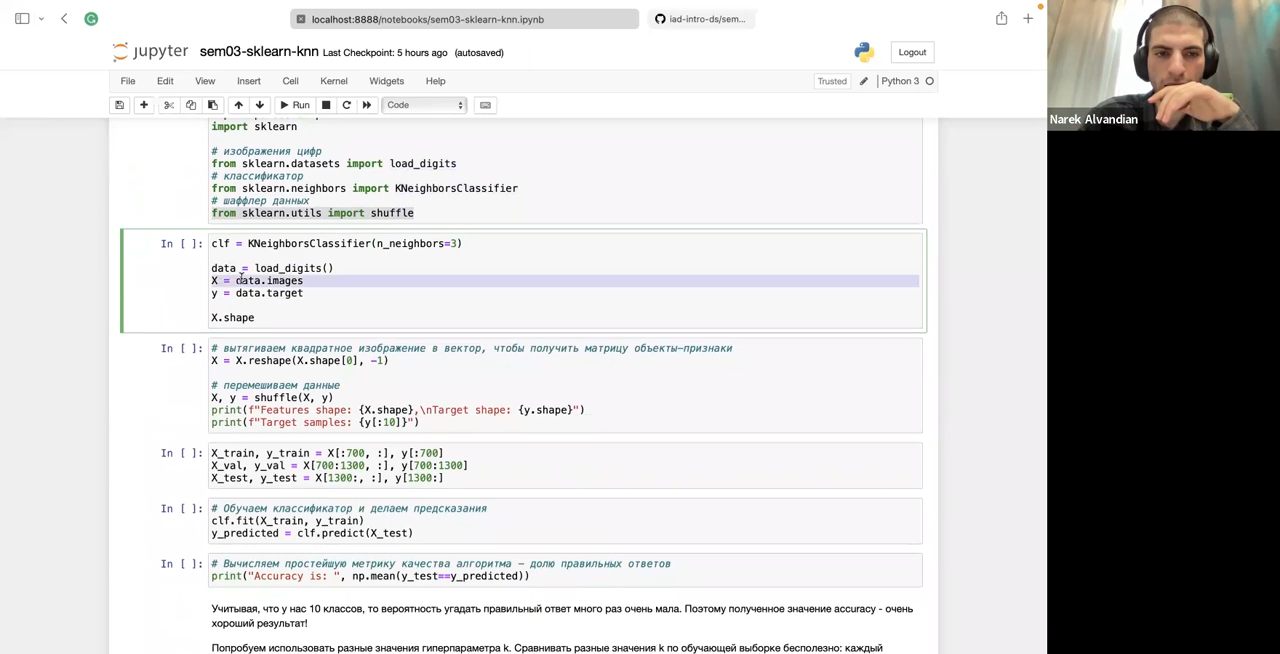 localhost:8888/notebooks/sem03-sklearn-knn.ipynb
iad-intro-ds/sem...
jupyter sem03-sklearn-knn Last Checkpoint: 5 hours ago (autosaved)
Logout
File Edit View Insert Cell Kernel Widgets Help
Trusted Python 3
Run Code
Narek Alvandian
import sklearn
# изображения цифр
from sklearn.datasets import load_digits
# классификатор
from sklearn.neighbors import KNeighborsClassifier
# шаффлер данных
from sklearn.utils import shuffle
In [ ]: clf = KNeighborsClassifier(n_neighbors=3)
data = load_digits()
X = data.images
y = data.target
X.shape
In [ ]: # вытягиваем квадратное изображение в вектор, чтобы получить матрицу объекты-признаки
X = X.reshape(X.shape[0], -1)
# перемешиваем данные
X, y = shuffle(X, y)
print(f"Features shape: {X.shape},\nTarget shape: {y.shape}")
print(f"Target samples: {y[:10]}")
In [ ]: X_train, y_train = X[:700, :], y[:700]
X_val, y_val = X[700:1300, :], y[700:1300]
X_test, y_test = X[1300:, :], y[1300:]
In [ ]: # Обучаем классификатор и делаем предсказания
clf.fit(X_train, y_train)
y_predicted = clf.predict(X_test)
In [ ]: # Вычисляем простейшую метрику качества алгоритма - долю правильных ответов
print("Accuracy is: ", np.mean(y_test==y_predicted))
Учитывая, что у нас 10 классов, то вероятность угадать правильный ответ много раз очень мала. Поэтому полученное значение accuracy - очень
хороший результат!
Попробуем использовать разные значения гиперпараметра k. Сравнивать разные значения k по обучающей выборке бесполезно: каждый